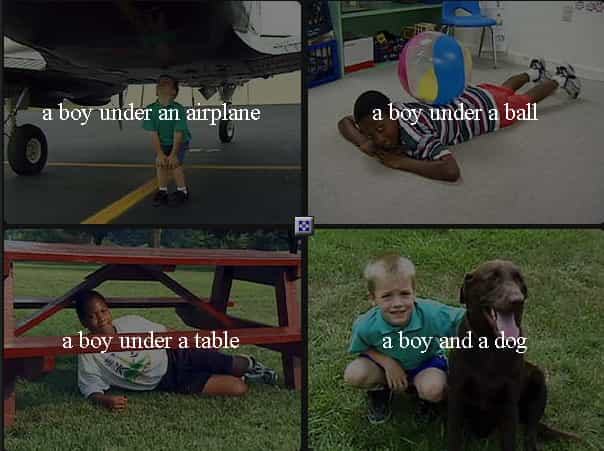 a boy under an airplane
a boy under a ball
a boy under a table
a boy and a dog